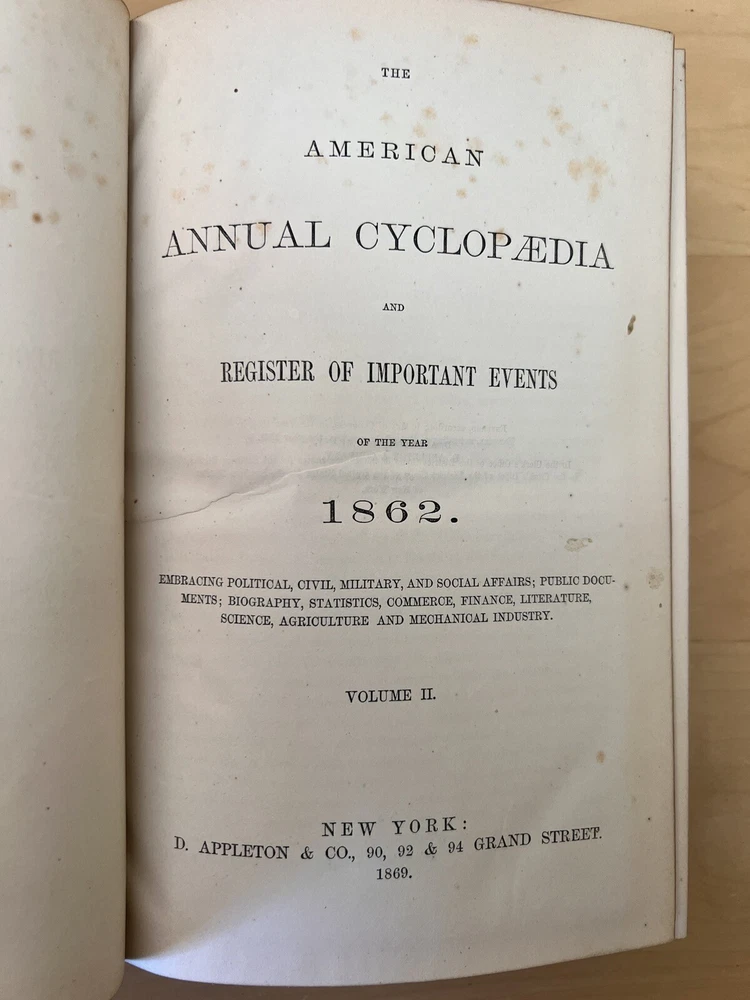 THE
AMERICAN
ANNUAL CYCLOPÆDIA
AND
REGISTER OF IMPORTANT EVENTS
OF THE YEAR
1862.
EMBRACING POLITICAL, CIVIL, MILITARY, AND SOCIAL AFFAIRS; PUBLIC DOCU-
MENTS; BIOGRAPHY, STATISTICS, COMMERCE, FINANCE, LITERATURE,
SCIENCE, AGRICULTURE AND MECHANICAL INDUSTRY.
VOLUME II.
NEW YORK:
D. APPLETON & CO., 90, 92 & 94 GRAND STREET.
1869.